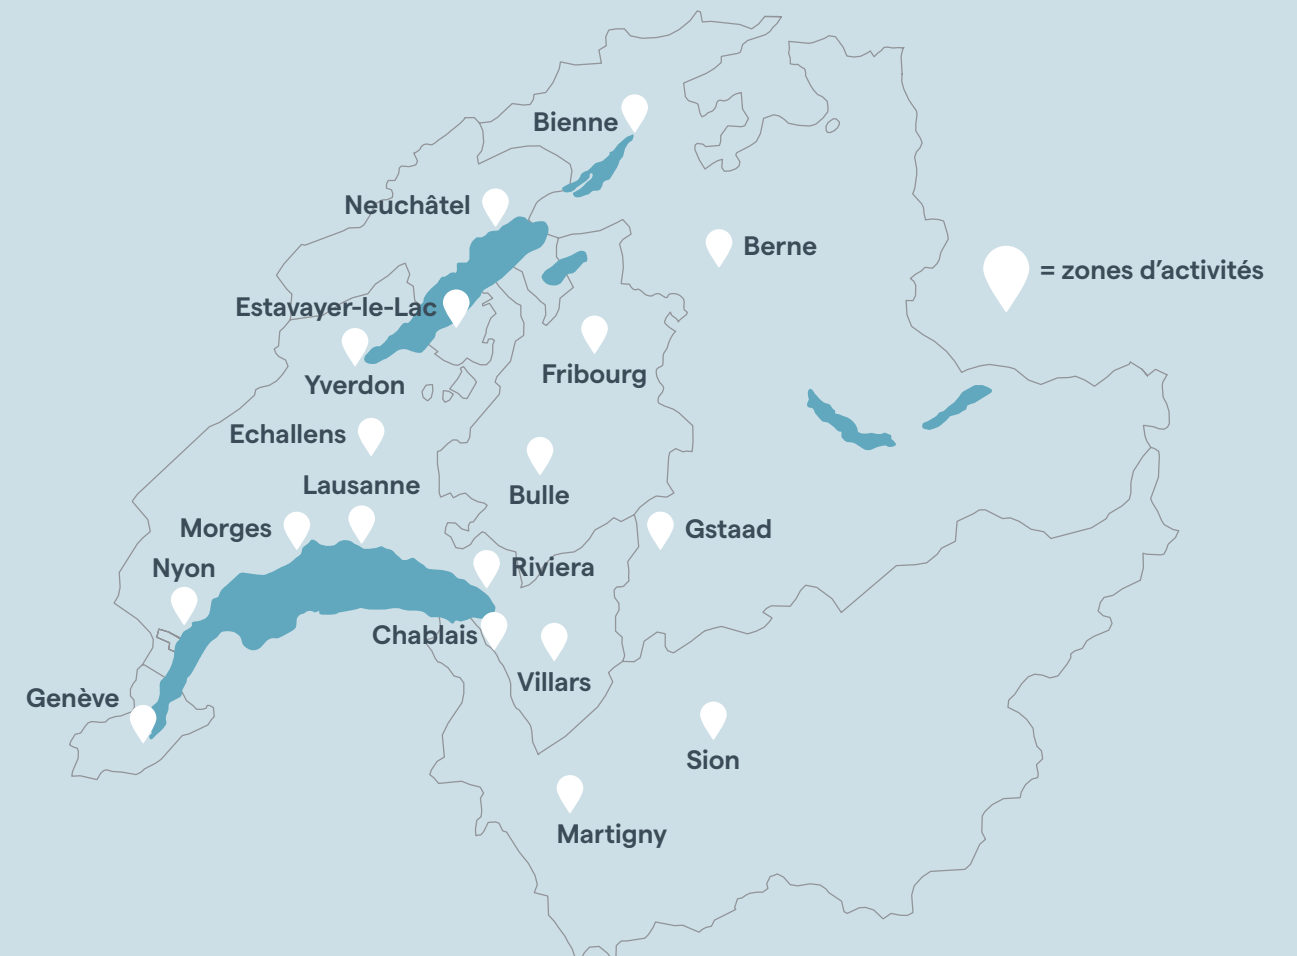 Bienne
Neuchâtel
Berne
= zones d’activités
Estavayer-le-Lac
Fribourg
Yverdon
Echallens
Lausanne
Bulle
Morges
Gstaad
Nyon
Riviera
Chablais
Villars
Genève
Sion
Martigny